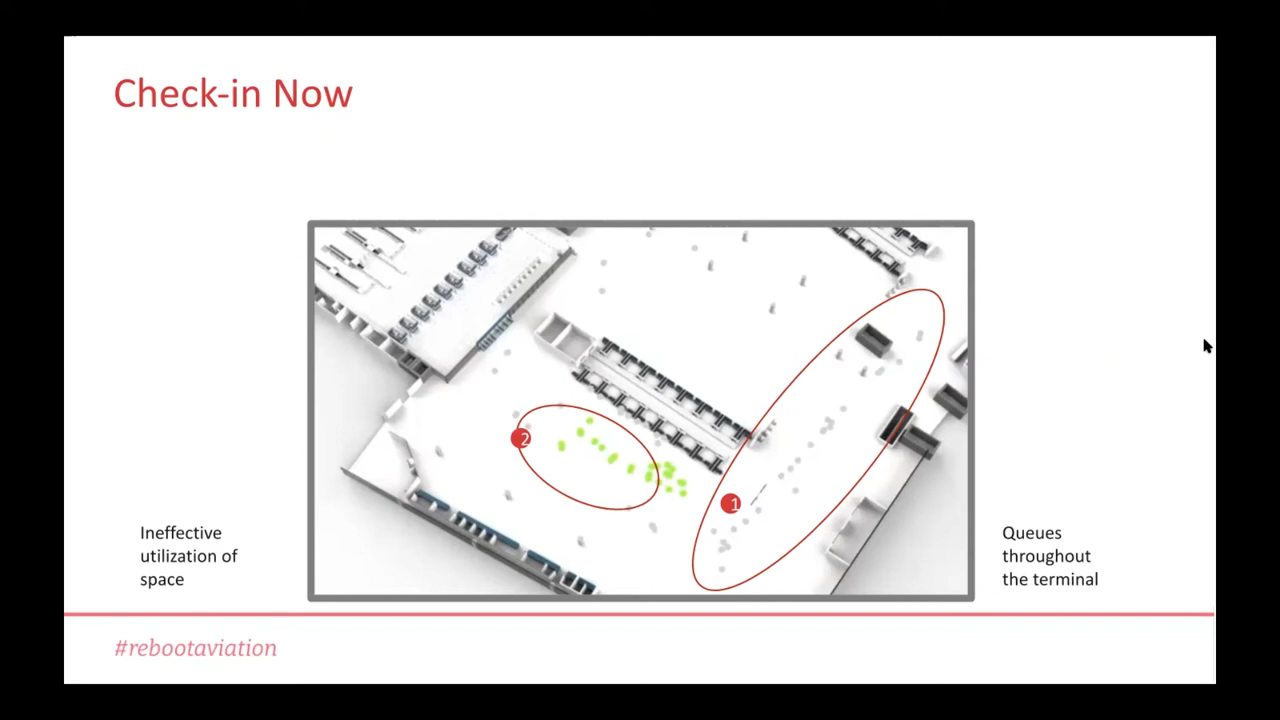 Check-in Now
2
1
Ineffective
utilization of
space
Queues
throughout
the terminal
#rebootaviation